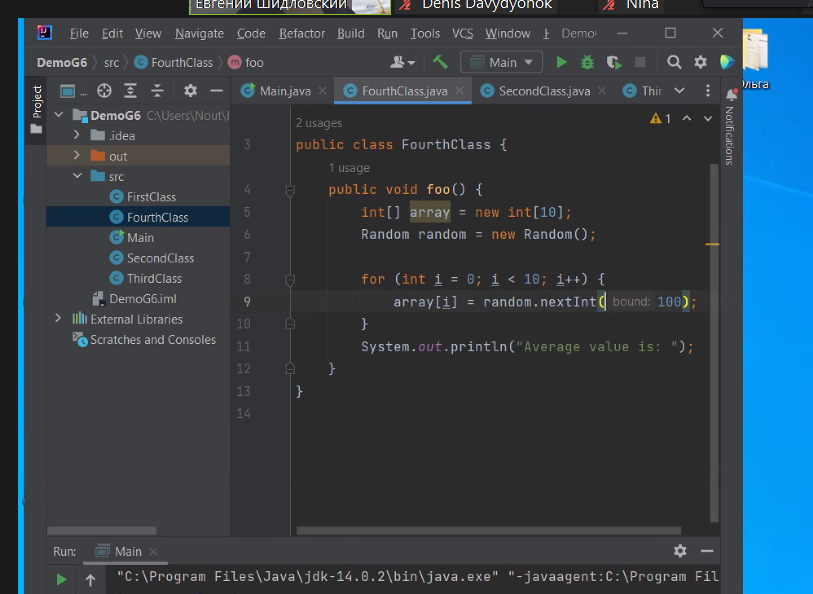 Евгений Шидловский Denis Davydyonok Nina
File Edit View Navigate Code Refactor Build Run Tools VCS Window Demo
DemoG6 src FourthClass foo Main
Ольга
Project
... Main.java FourthClass.java SecondClass.java Thir
Notifications
DemoG6 C:\Users\Nout\I
.idea
out
src
FirstClass
FourthClass
Main
SecondClass
ThirdClass
DemoG6.iml
External Libraries
Scratches and Consoles
2 usages
1
3 public class FourthClass {
1 usage
4 public void foo() {
5 int[] array = new int[10];
6 Random random = new Random();
7
8 for (int i = 0; i < 10; i++) {
9 array[i] = random.nextInt( bound: 100);
10 }
11 System.out.println("Average value is: ");
12 }
13 }
14
Run: Main
"C:\Program Files\Java\jdk-14.0.2\bin\java.exe" "-javaagent:C:\Program Fil